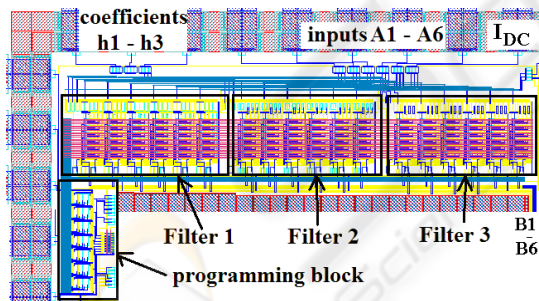 coefficients
h1 - h3
inputs A1 - A6
IDC
Filter 1
Filter 2
Filter 3
B1
-
B6
programming block